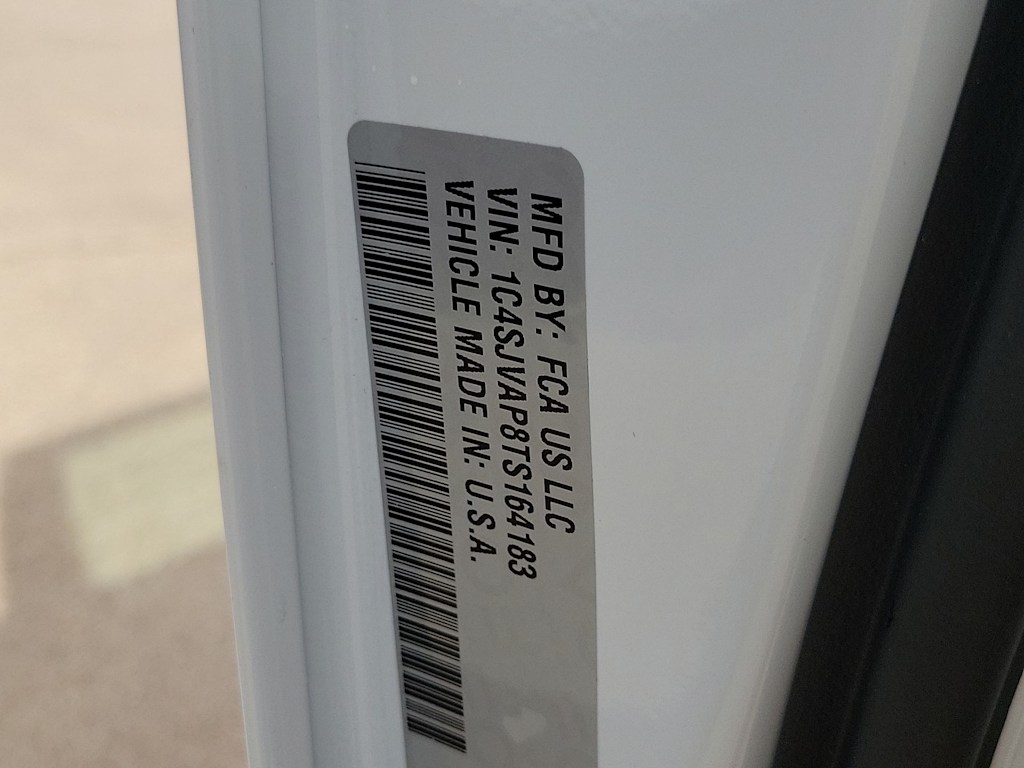 MFD BY: FCA US LLC
VIN: 1C4SJVAP8TS164183
VEHICLE MADE IN: U.S.A.